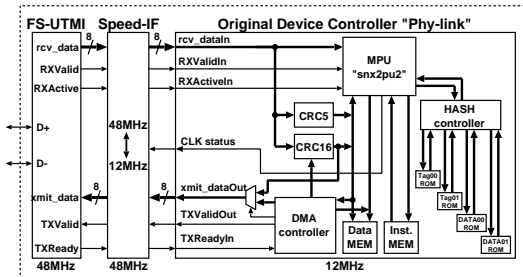 FS-UTMI Speed-IF Original Device Controller "Phy-link"
rcv_data 8 8 rcv_dataIn
RXValid RXValidIn
RXActive RXActiveIn
MPU
"snx2pu2"
HASH
controller
CRC5
CRC16
D+
D-
48MHz
12MHz
CLK status
Tag00
ROM
Tag01
ROM
DATA00
ROM
DATA01
ROM
xmit_data 8 8 xmit_dataOut
TXValid TXValidOut
TXReady TXReadyIn
DMA
controller
Data
MEM
Inst.
MEM
48MHz 48MHz 12MHz